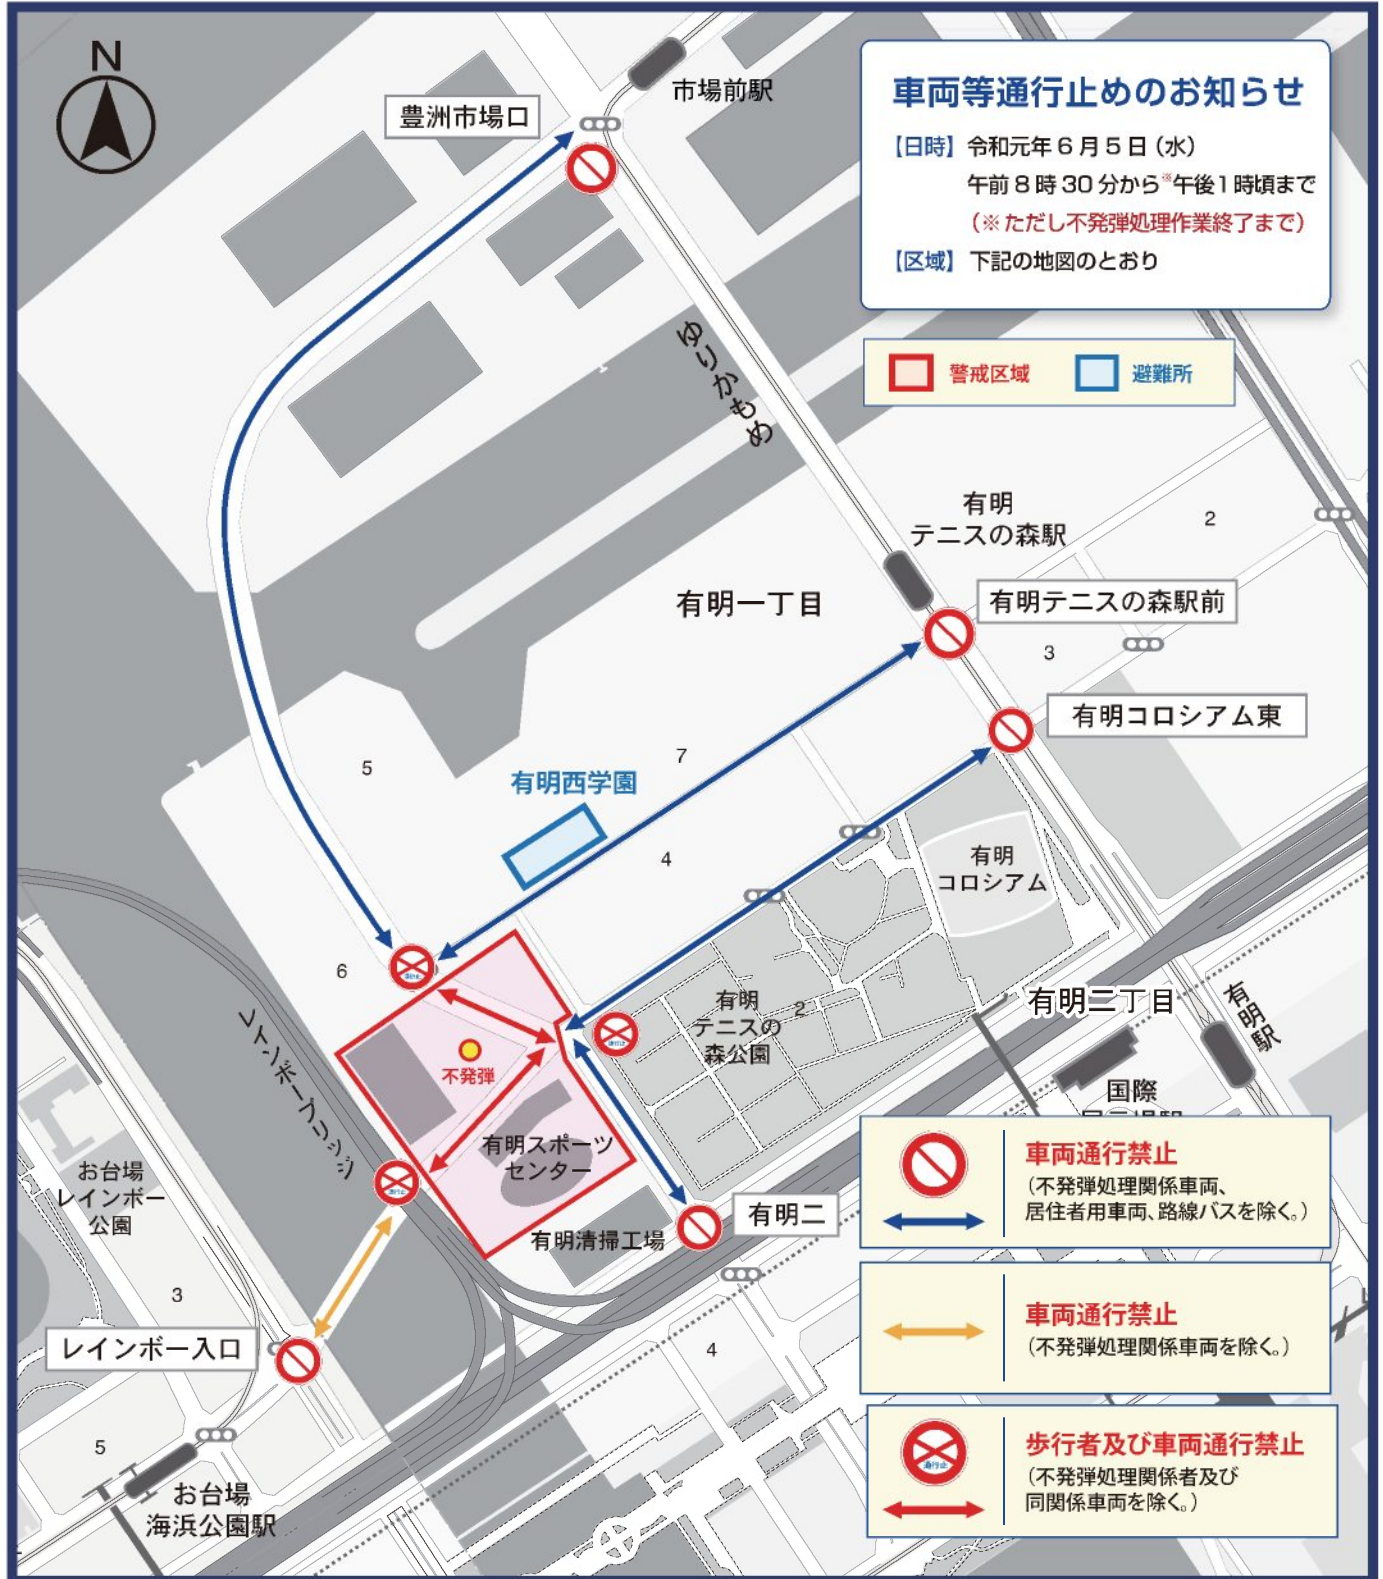 N
市場前駅
豊洲市場口
車両等通行止めのお知らせ
【日時】令和元年6月5日(水)
午前8時30分から※午後1時頃まで
(※ただし不発弾処理作業終了まで)
【区域】下記の地図のとおり
警戒区域
避難所
ゆりかもめ
有明
テニスの森駅
2
有明一丁目
有明テニスの森駅前
3
有明コロシアム東
5
7
有明西学園
4
有明
コロシアム
6
有明
テニスの
森公園
2
有明二丁目
有明駅
レインボーブリッジ
不発弾
国際
有明スポーツ
センター
お台場
レインボー
公園
有明二
有明清掃工場
3
レインボー入口
4
5
お台場
海浜公園駅
車両通行禁止
(不発弾処理関係車両、
居住者用車両、路線バスを除く。)
車両通行禁止
(不発弾処理関係車両を除く。)
通行止
歩行者及び車両通行禁止
(不発弾処理関係者及び
同関係車両を除く。)